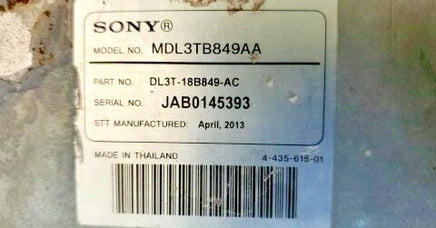 SONY®
MODEL NO. MDL3TB849AA
PART NO. DL3T-18B849-AC
SERIAL NO. JAB0145393
STT MANUFACTURED: April, 2013
MADE IN THAILAND 4-435-615-01